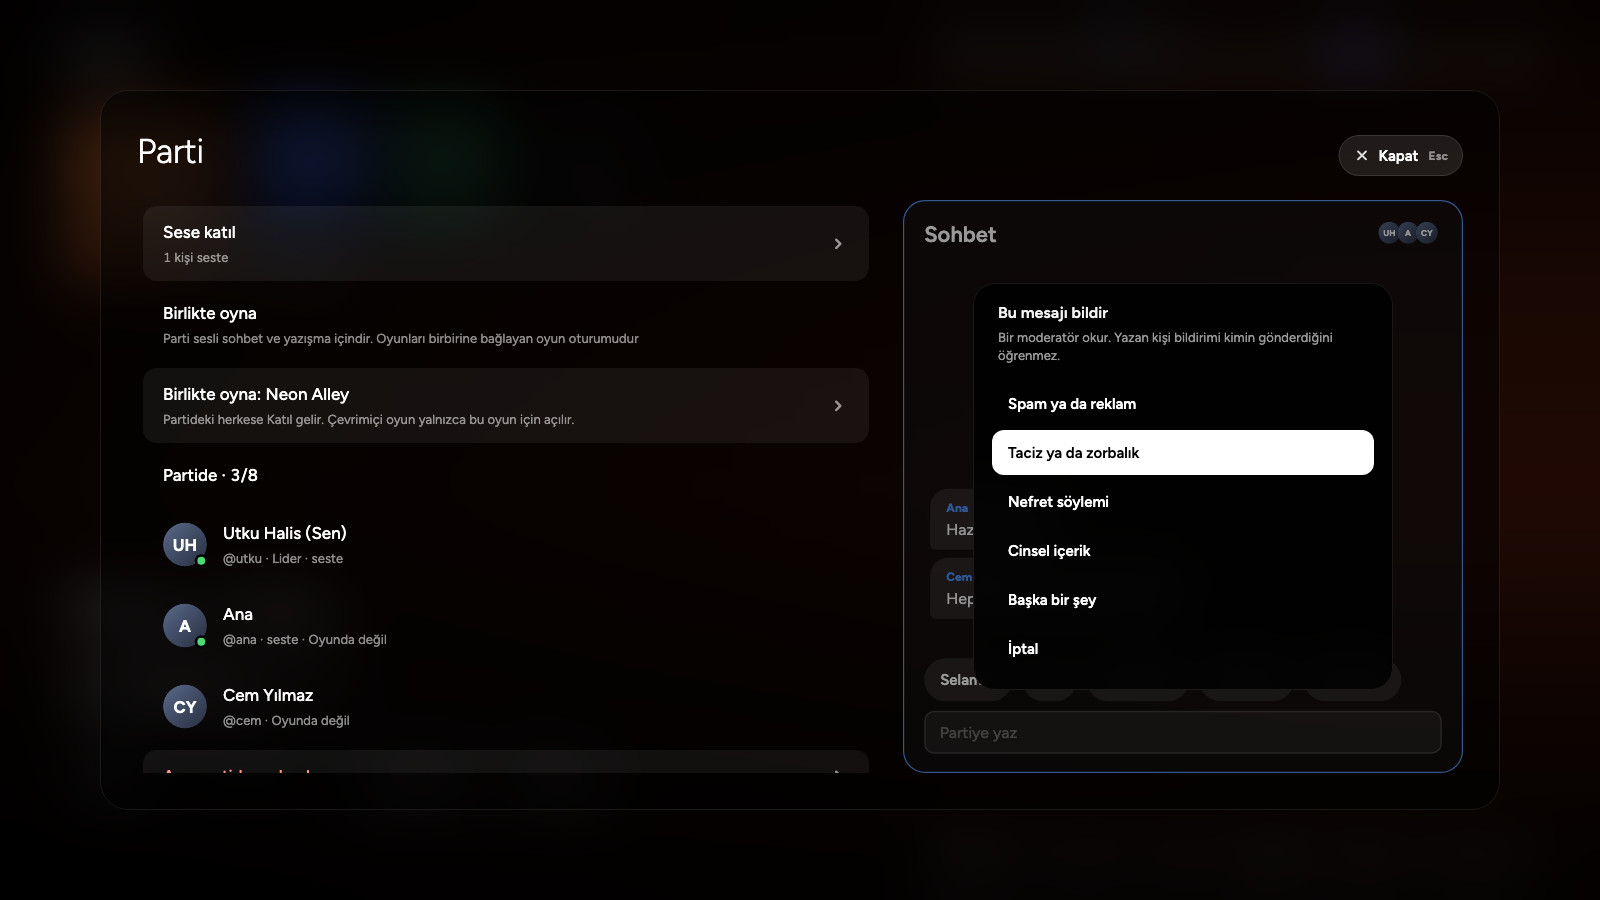 Parti
Kapat Esc
Sese katıl
1 kişi seste
Birlikte oyna
Parti sesli sohbet ve yazışma içindir. Oyunları birbirine bağlayan oyun oturumudur
Birlikte oyna: Neon Alley
Partideki herkese Katıl gelir. Çevrimiçi oyun yalnızca bu oyun için açılır.
Partide · 3/8
UH
Utku Halis (Sen)
@utku · Lider · seste
A
Ana
@ana · seste · Oyunda değil
CY
Cem Yılmaz
@cem · Oyunda değil
Sohbet
UH A CY
Bu mesajı bildir
Bir moderatör okur. Yazan kişi bildirimi kimin gönderdiğini
öğrenmez.
Spam ya da reklam
Taciz ya da zorbalık
Nefret söylemi
Cinsel içerik
Başka bir şey
İptal
Ana
Haz
Cem
Hep
Selan
Partiye yaz